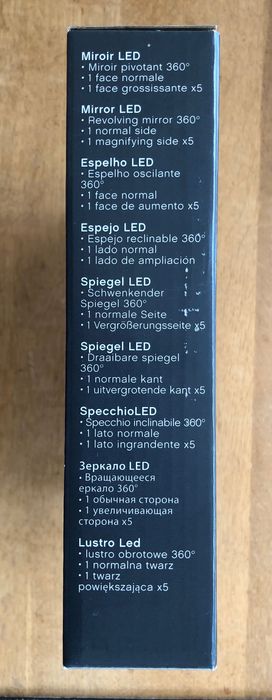 Miroir LED
• Miroir pivotant 360°
• 1 face normale
• 1 face grossissante x5
Mirror LED
• Revolving mirror 360°
• 1 normal side
• 1 magnifying side x5
Espelho LED
• Espelho oscilante
360°
• 1 face normal
• 1 face de aumento x5
Espejo LED
• Espejo reclinable 360°
• 1 lado normal
• 1 lado de ampliación
Spiegel LED
• Schwenkender
Spiegel 360°
• 1 normale Seite
• 1 Vergrößerungsseite x5
Spiegel LED
• Draaibare spiegel
360°
• 1 normale kant
• 1 uitvergrotende kant x5
SpecchioLED
• Specchio inclinabile 360°
• 1 lato normale
• 1 lato ingrandente x5
Зеркало LED
• Вращающееся
еркало 360°
• 1 обычная сторона
• 1 увеличивающая
сторона x5
Lustro Led
• lustro obrotowe 360°
• 1 normalna twarz
• 1 twarz
powiększająca x5